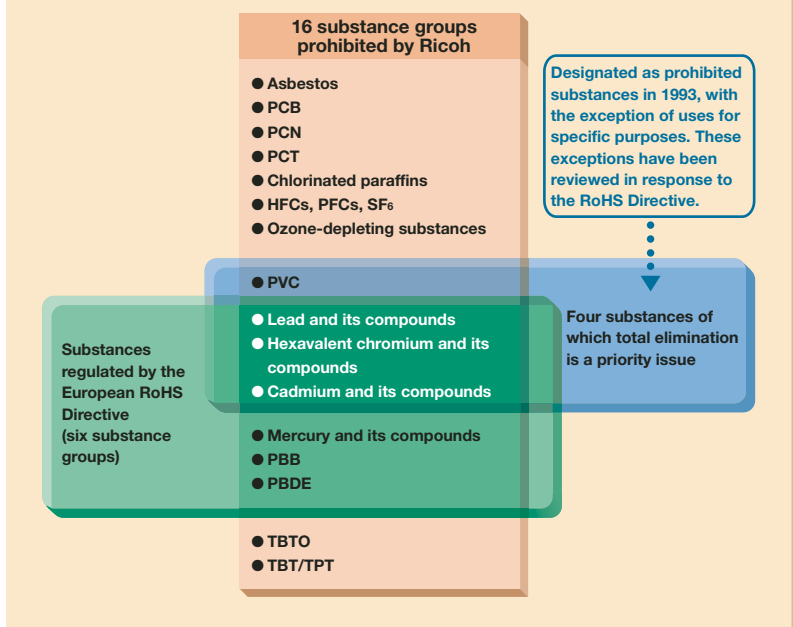 16 substance groups
prohibited by Ricoh
● Asbestos
● PCB
● PCN
● PCT
● Chlorinated paraffins
● HFCs, PFCs, SF6
● Ozone-depleting substances
Designated as prohibited
substances in 1993, with
the exception of uses for
specific purposes. These
exceptions have been
reviewed in response to
the RoHS Directive.
● PVC
● Lead and its compounds
● Hexavalent chromium and its
compounds
● Cadmium and its compounds
Four substances of
which total elimination
is a priority issue
Substances
regulated by the
European RoHS
Directive
(six substance
groups)
● Mercury and its compounds
● PBB
● PBDE
● TBTO
● TBT/TPT